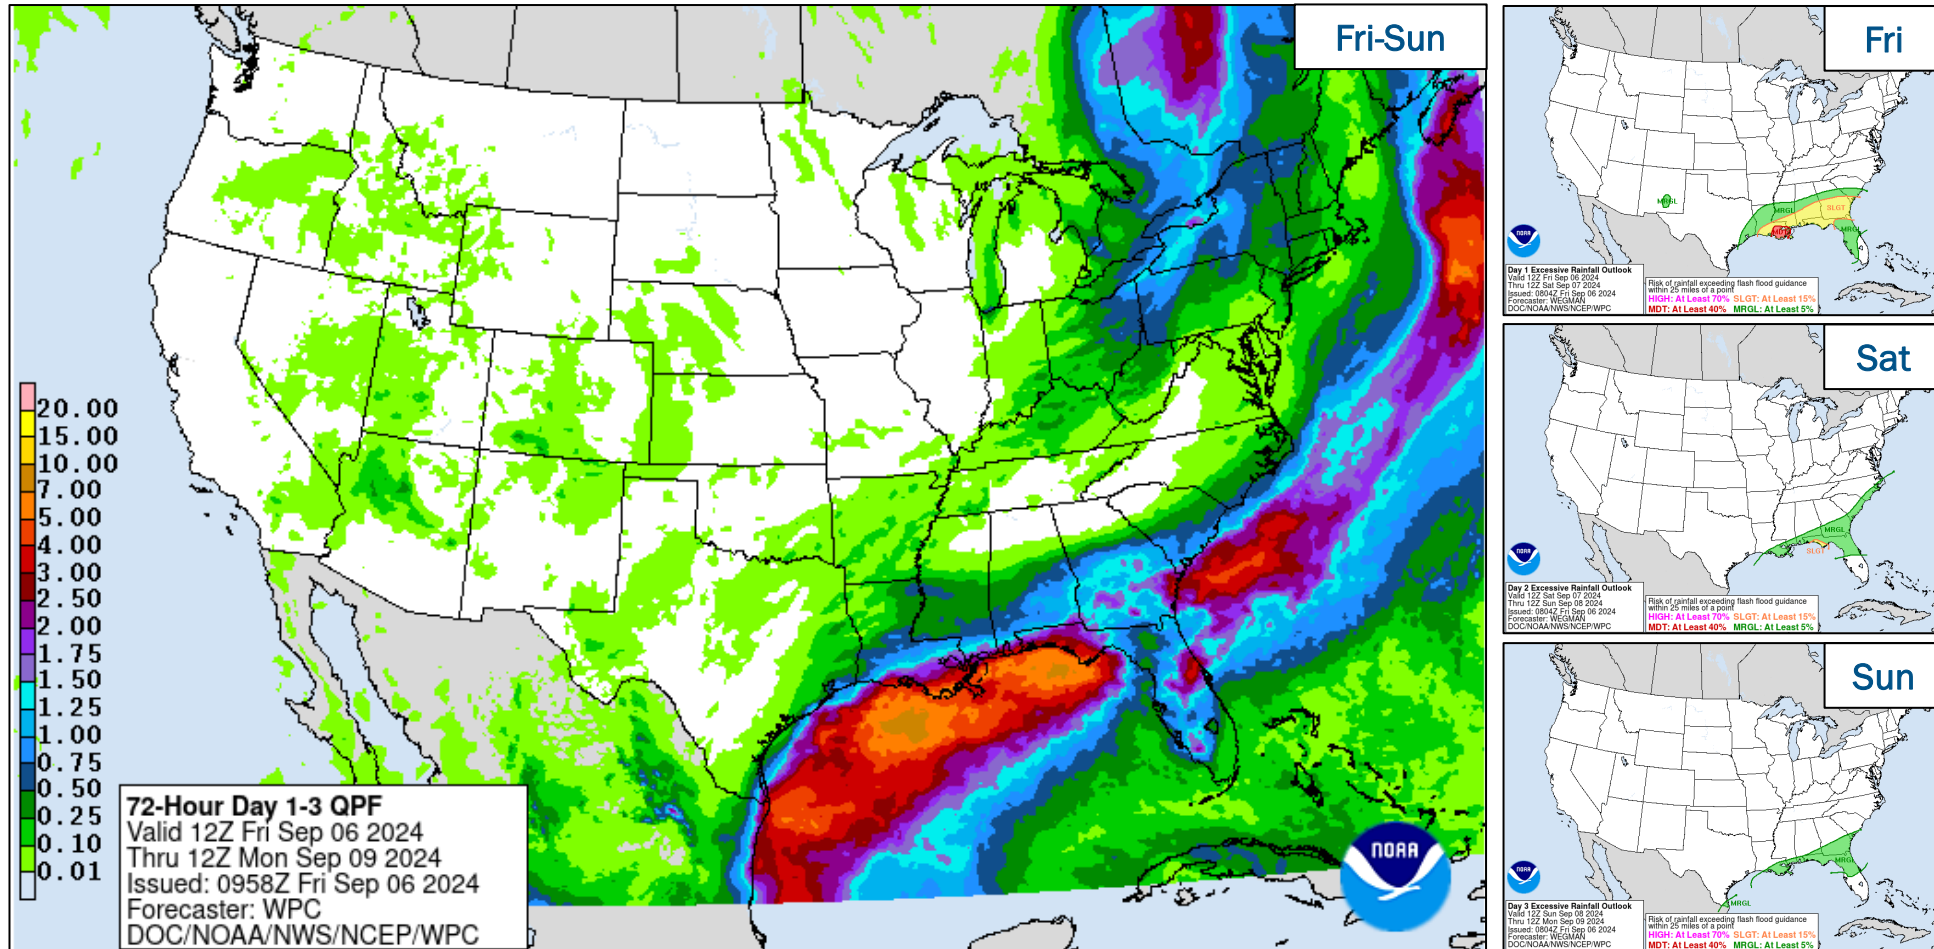 Fri-Sun
20.00
15.00
10.00
7.00
5.00
4.00
3.00
2.50
2.00
1.75
1.50
1.25
1.00
0.75
0.50
0.25
0.10
0.01
72-Hour Day 1-3 QPF
Valid 12Z Fri Sep 06 2024
Thru 12Z Mon Sep 09 2024
Issued: 0958Z Fri Sep 06 2024
Forecaster: WPC
DOC/NOAA/NWS/NCEP/WPC
NOAA
Fri
MRGL
MRGL
SLGT
MDT
MRGL
NOAA
Day 1 Excessive Rainfall Outlook
Valid 12Z Fri Sep 06 2024
Thru 12Z Sat Sep 07 2024
Issued: 0804Z Fri Sep 06 2024
Forecaster: WEGMAN
DOC/NOAA/NWS/NCEP/WPC
Risk of rainfall exceeding flash flood guidance
within 25 miles of a point
HIGH: At Least 70% SLGT: At Least 15%
MDT: At Least 40% MRGL: At Least 5%
Sat
MRGL
SLGT
NOAA
Day 2 Excessive Rainfall Outlook
Valid 12Z Sat Sep 07 2024
Thru 12Z Sun Sep 08 2024
Issued: 0804Z Fri Sep 06 2024
Forecaster: WEGMAN
DOC/NOAA/NWS/NCEP/WPC
Risk of rainfall exceeding flash flood guidance
within 25 miles of a point
HIGH: At Least 70% SLGT: At Least 15%
MDT: At Least 40% MRGL: At Least 5%
Sun
MRGL
MRGL
NOAA
Day 3 Excessive Rainfall Outlook
Valid 12Z Sun Sep 08 2024
Thru 12Z Mon Sep 09 2024
Issued: 0804Z Fri Sep 06 2024
Forecaster: WEGMAN
DOC/NOAA/NWS/NCEP/WPC
Risk of rainfall exceeding flash flood guidance
within 25 miles of a point
HIGH: At Least 70% SLGT: At Least 15%
MDT: At Least 40% MRGL: At Least 5%